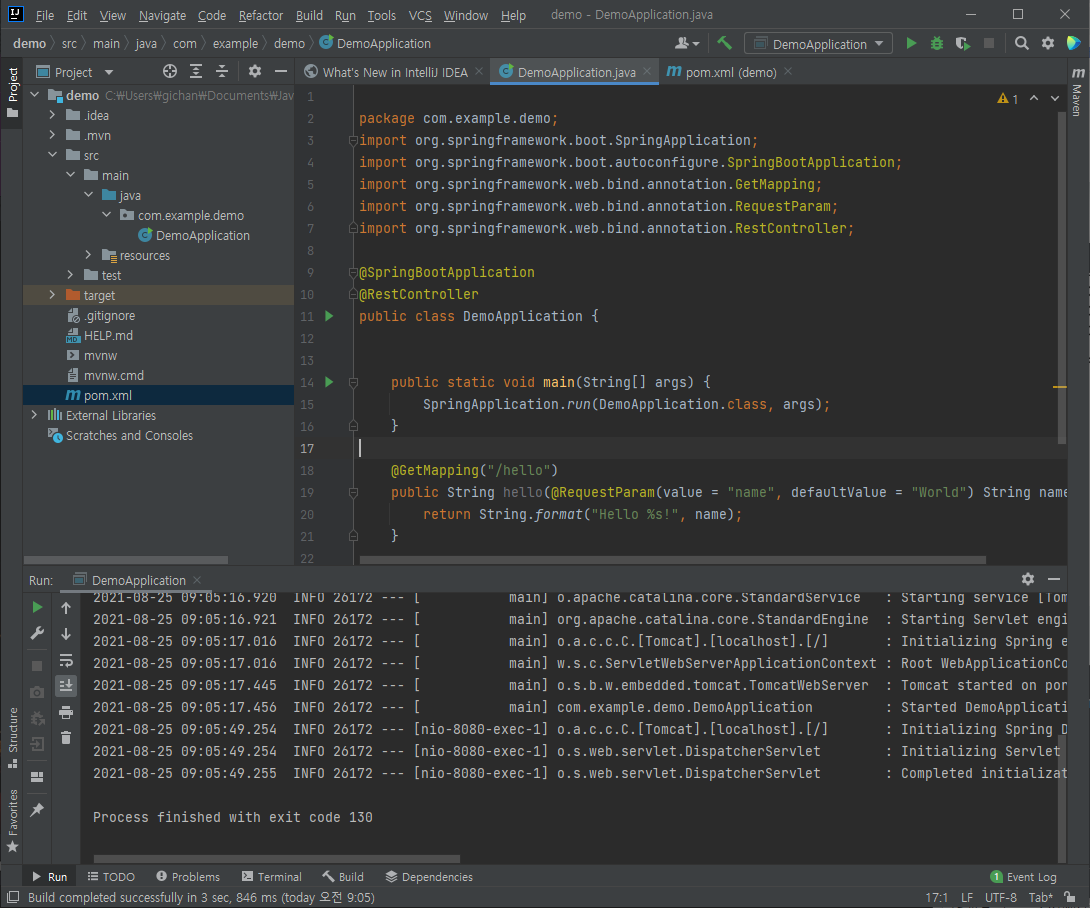 File Edit View Navigate Code Refactor Build Run Tools VCS Window Help demo - DemoApplication.java
demo src main java com example demo DemoApplication DemoApplication
Project
Project
What's New in IntelliJ IDEA DemoApplication.java pom.xml (demo)
Maven
demo C:₩Users₩gichan₩Documents₩Jav
.idea
.mvn
src
main
java
com.example.demo
DemoApplication
resources
test
target
.gitignore
HELP.md
mvnw
mvnw.cmd
pom.xml
External Libraries
Scratches and Consoles
1
1
2 package com.example.demo;
3 import org.springframework.boot.SpringApplication;
4 import org.springframework.boot.autoconfigure.SpringBootApplication;
5 import org.springframework.web.bind.annotation.GetMapping;
6 import org.springframework.web.bind.annotation.RequestParam;
7 import org.springframework.web.bind.annotation.RestController;
8
9 @SpringBootApplication
10 @RestController
11 public class DemoApplication {
12
13
14 public static void main(String[] args) {
15 SpringApplication.run(DemoApplication.class, args);
16 }
17
18 @GetMapping("/hello")
19 public String hello(@RequestParam(value = "name", defaultValue = "World") String name
20 return String.format("Hello %s!", name);
21 }
22
Run: DemoApplication
2021-08-25 09:05:16.920 INFO 26172 --- [ main] o.apache.catalina.core.StandardService : Starting service [Tom
2021-08-25 09:05:16.921 INFO 26172 --- [ main] org.apache.catalina.core.StandardEngine : Starting Servlet engi
2021-08-25 09:05:17.016 INFO 26172 --- [ main] o.a.c.c.C.[Tomcat].[localhost].[/] : Initializing Spring e
2021-08-25 09:05:17.016 INFO 26172 --- [ main] w.s.c.ServletWebServerApplicationContext : Root WebApplicationCo
2021-08-25 09:05:17.445 INFO 26172 --- [ main] o.s.b.w.embedded.tomcat.TomcatWebServer : Tomcat started on por
2021-08-25 09:05:17.456 INFO 26172 --- [ main] com.example.demo.DemoApplication : Started DemoApplicati
2021-08-25 09:05:49.254 INFO 26172 --- [nio-8080-exec-1] o.a.c.c.C.[Tomcat].[localhost].[/] : Initializing Spring D
2021-08-25 09:05:49.254 INFO 26172 --- [nio-8080-exec-1] o.s.web.servlet.DispatcherServlet : Initializing Servlet
2021-08-25 09:05:49.255 INFO 26172 --- [nio-8080-exec-1] o.s.web.servlet.DispatcherServlet : Completed initializat
Process finished with exit code 130
Structure
Favorites
Run TODO Problems Terminal Build Dependencies 1 Event Log
Build completed successfully in 3 sec, 846 ms (today 오전 9:05) 17:1 LF UTF-8 Tab*